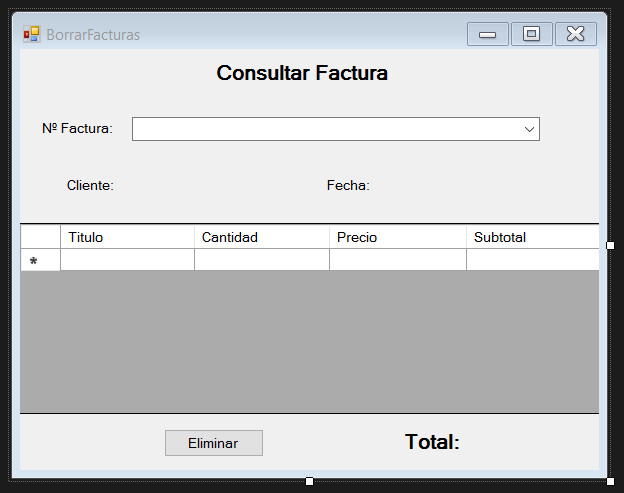 BorrarFacturas
Consultar Factura
Nº Factura:
Cliente: Fecha:
Titulo Cantidad Precio Subtotal
*
Eliminar Total: